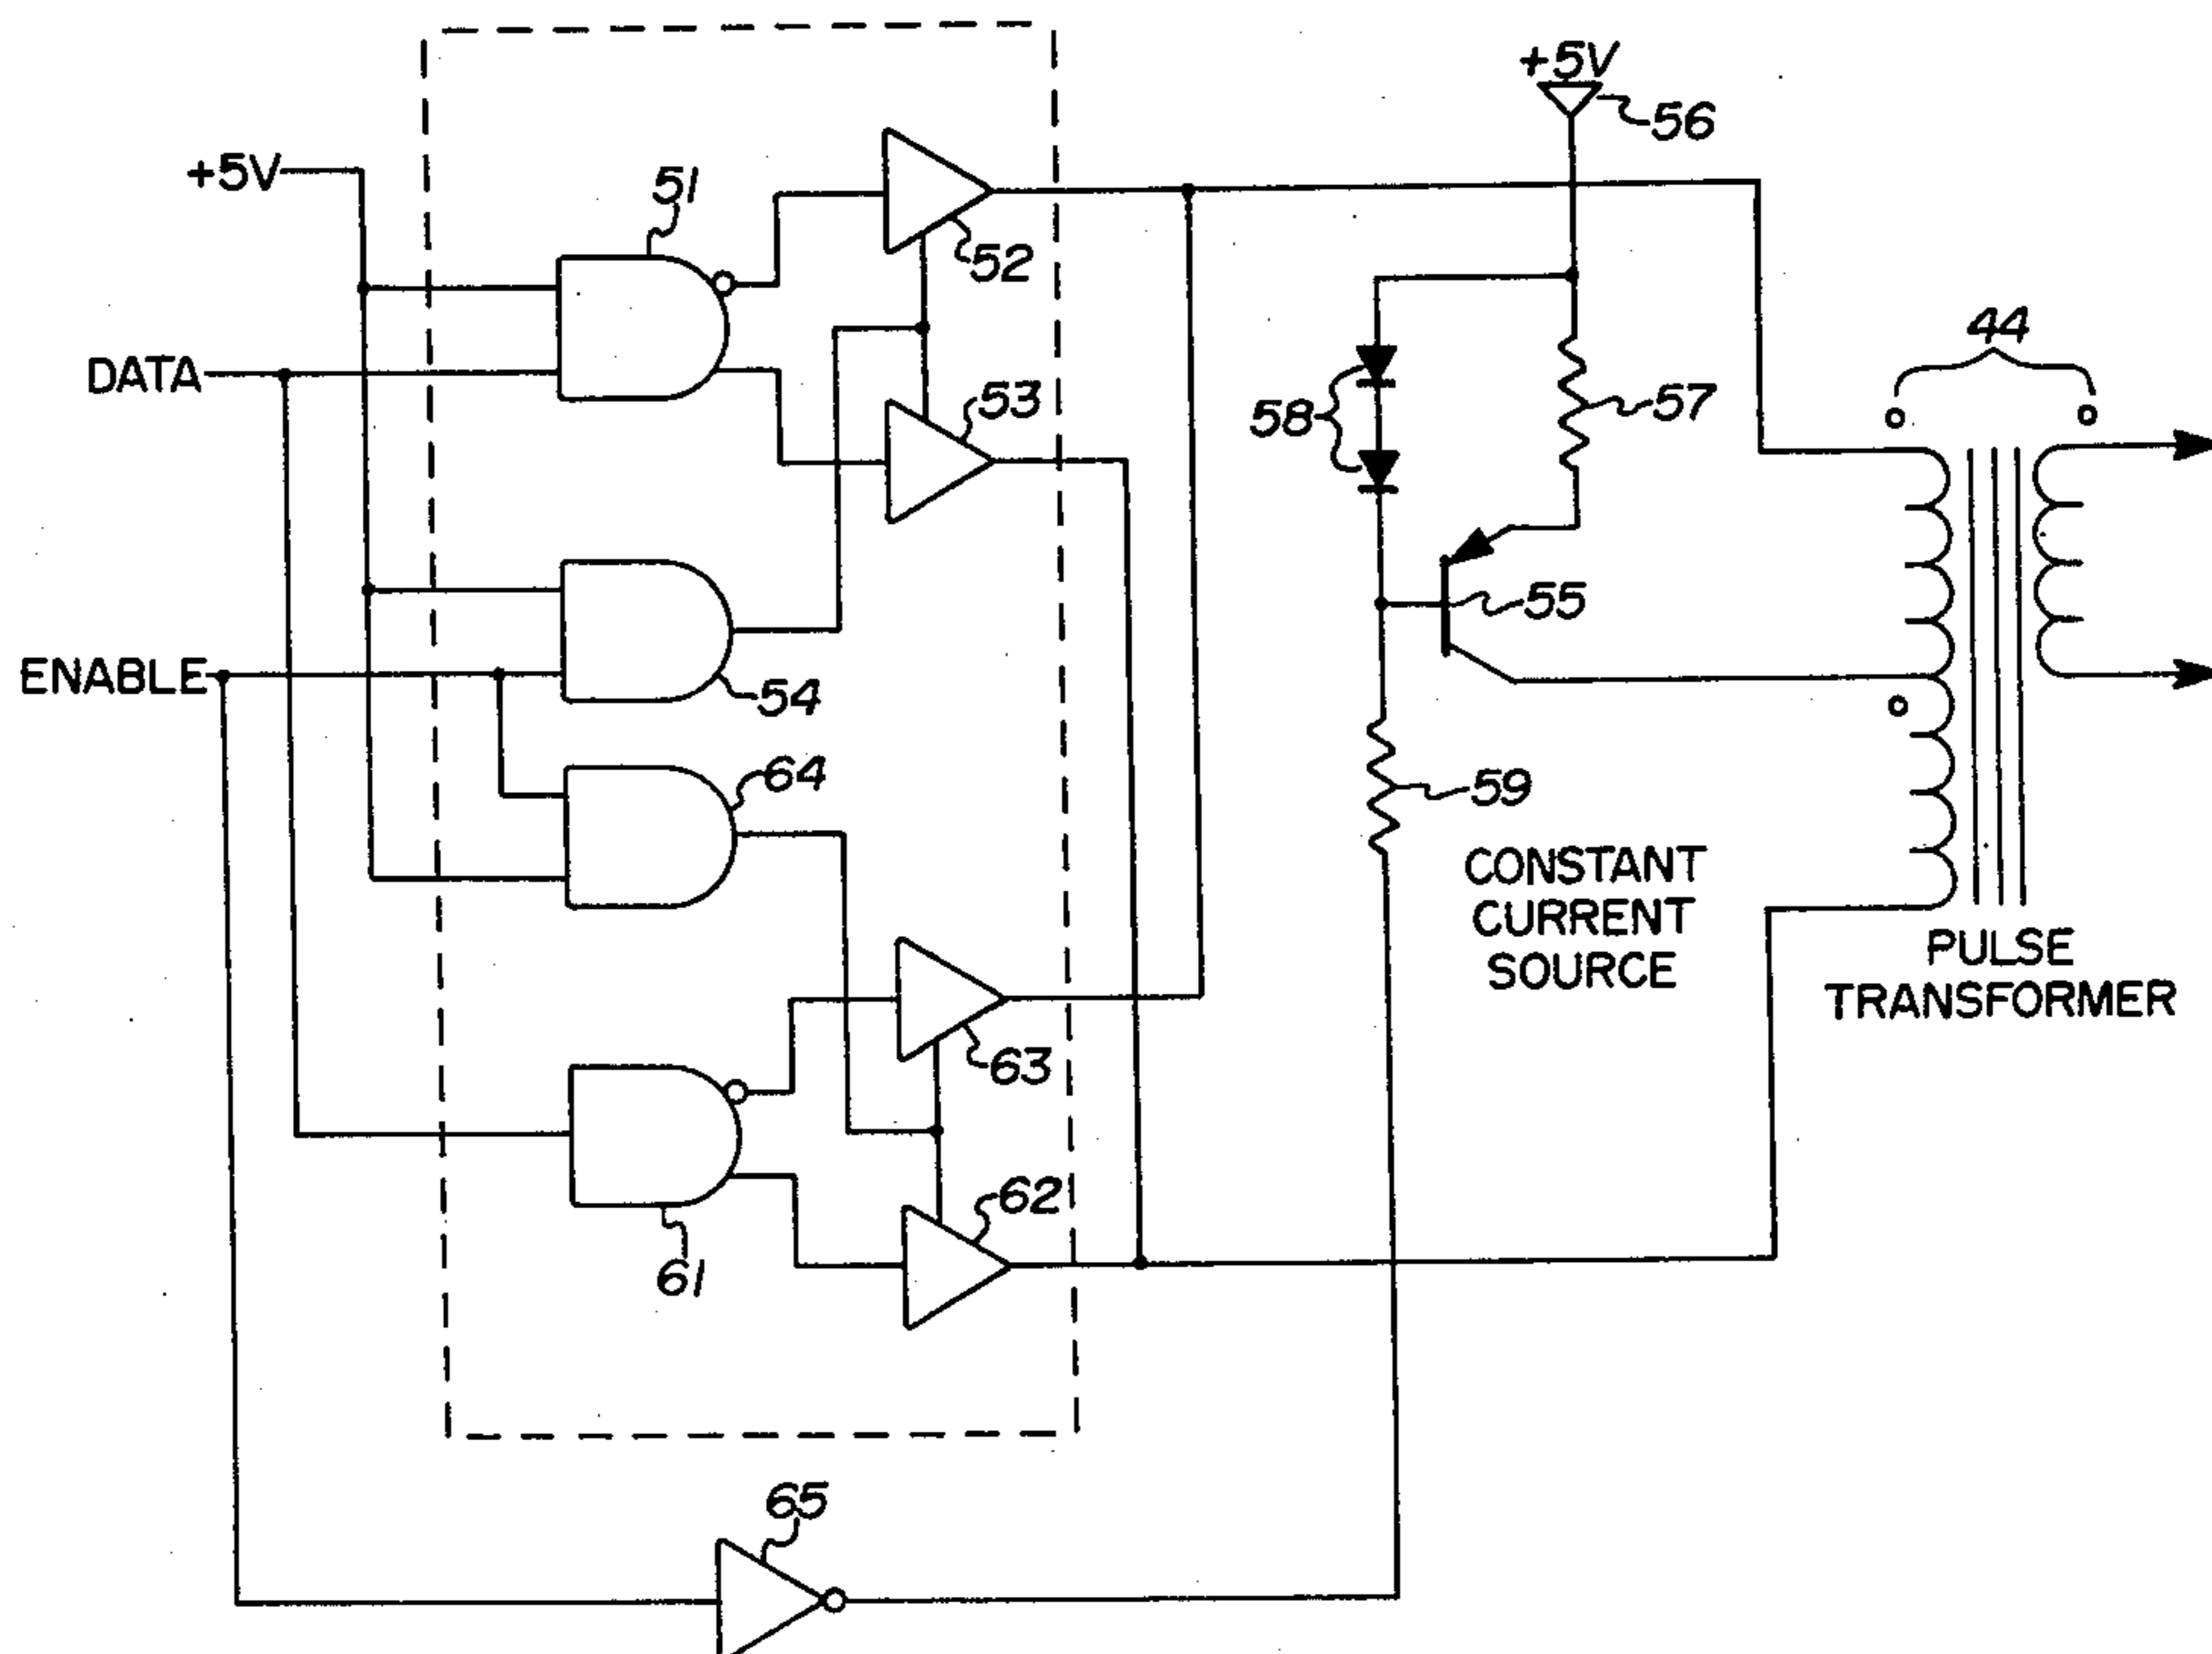 +5V
56
+5V
51
52
44
DATA
53
58
57
55
ENABLE
54
64
59
CONSTANT
CURRENT
SOURCE
PULSE
TRANSFORMER
63
62
61
65